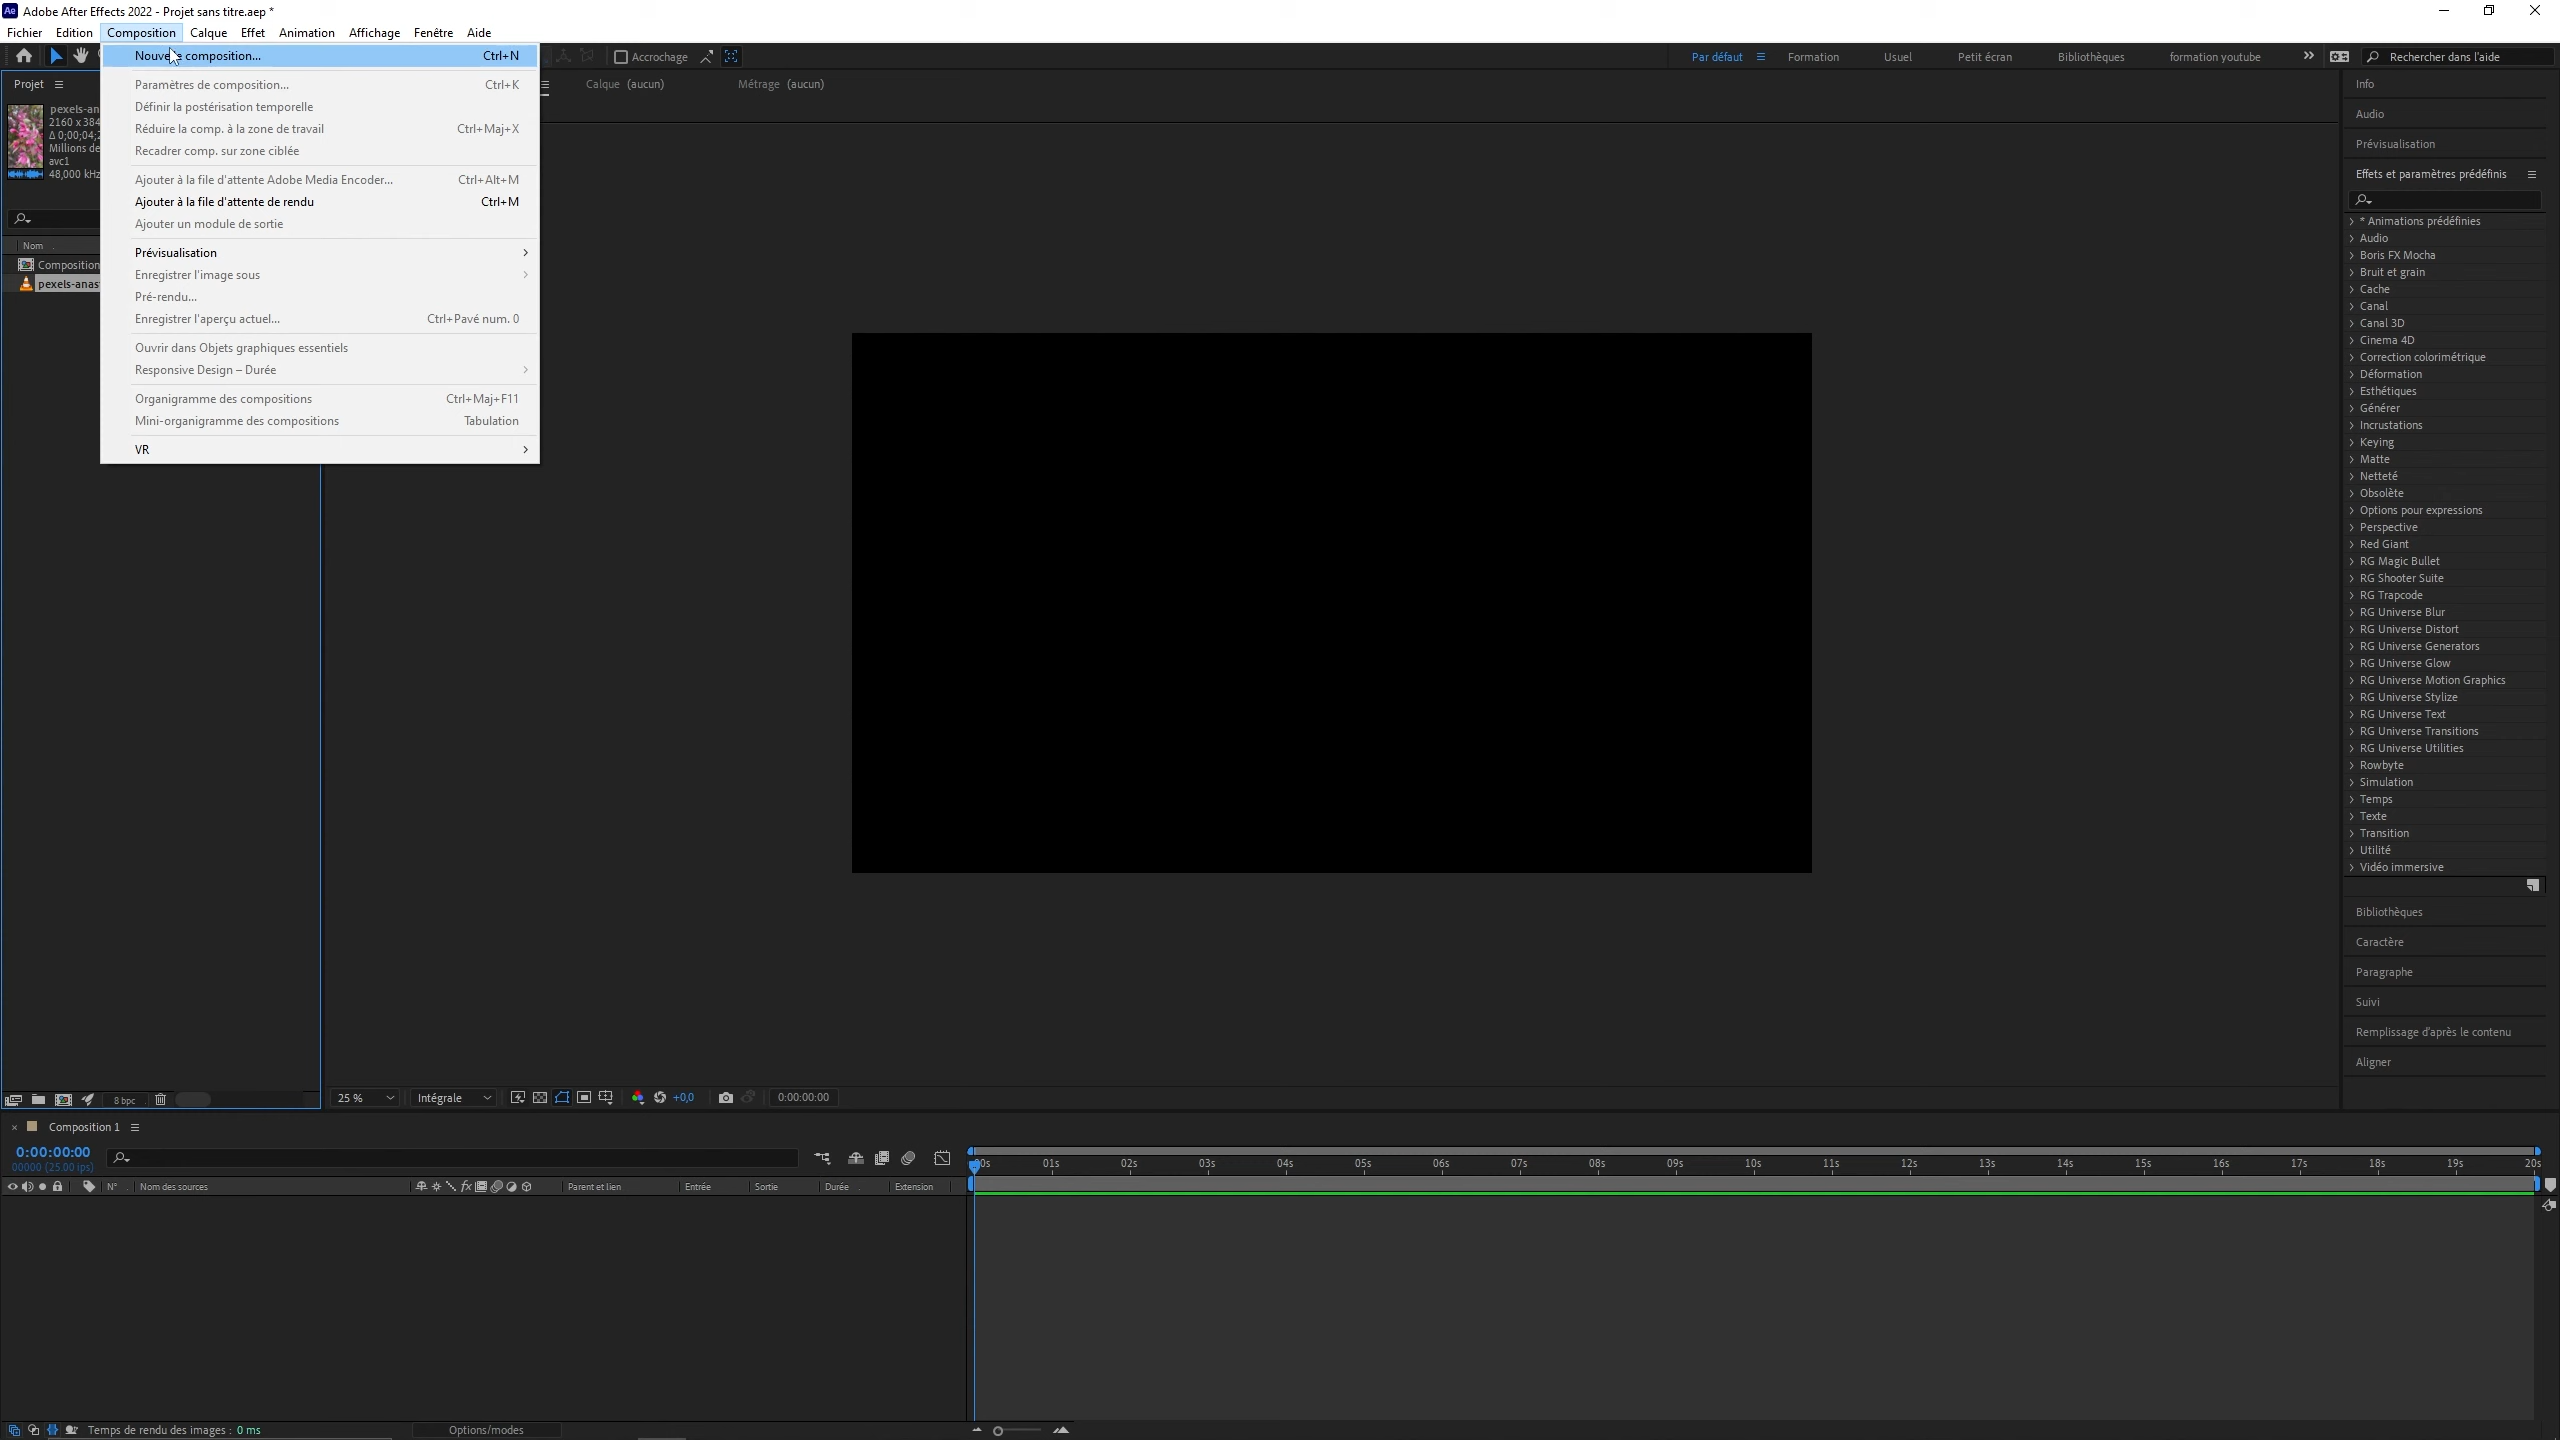 Ae Adobe After Effects 2022 - Projet sans titre.aep *
Fichier Edition Composition Calque Effet Animation Affichage Fenêtre Aide
Accrochage
Par défaut Formation Usuel Petit écran Bibliothèques formation youtube Rechercher dans l'aide
Nouvelle composition... Ctrl+N
Paramètres de composition... Ctrl+K
Définir la postérisation temporelle
Réduire la comp. à la zone de travail Ctrl+Maj+X
Recadrer comp. sur zone ciblée
Ajouter à la file d'attente Adobe Media Encoder... Ctrl+Alt+M
Ajouter à la file d'attente de rendu Ctrl+M
Ajouter un module de sortie
Prévisualisation
Enregistrer l'image sous
Pré-rendu...
Enregistrer l'aperçu actuel... Ctrl+Pavé num. 0
Ouvrir dans Objets graphiques essentiels
Responsive Design – Durée
Organigramme des compositions Ctrl+Maj+F11
Mini-organigramme des compositions Tabulation
VR
Projet
pexels-an
2160 x 384
Δ 0;00;04;
Millions de
avc1
48,000 kHz
Nom
Composition
pexels-anas
Calque (aucun) Métrage (aucun)
Info
Audio
Prévisualisation
Effets et paramètres prédéfinis
* Animations prédéfinies
Audio
Boris FX Mocha
Bruit et grain
Cache
Canal
Canal 3D
Cinema 4D
Correction colorimétrique
Déformation
Esthétiques
Générer
Incrustations
Keying
Matte
Netteté
Obsolète
Options pour expressions
Perspective
Red Giant
RG Magic Bullet
RG Shooter Suite
RG Trapcode
RG Universe Blur
RG Universe Distort
RG Universe Generators
RG Universe Glow
RG Universe Motion Graphics
RG Universe Stylize
RG Universe Text
RG Universe Transitions
RG Universe Utilities
Rowbyte
Simulation
Temps
Texte
Transition
Utilité
Vidéo immersive
Bibliothèques
Caractère
Paragraphe
Suivi
Remplissage d'après le contenu
Aligner
8 bpc
25 % Intégrale +0,0 0:00:00:00
Composition 1
0:00:00:00
00000 (25.00 ips)
N° Nom des sources fx Parent et lien Entrée Sortie Durée Extension
00s 01s 02s 03s 04s 05s 06s 07s 08s 09s 10s 11s 12s 13s 14s 15s 16s 17s 18s 19s 20s
Temps de rendu des images : 0 ms
Options/modes